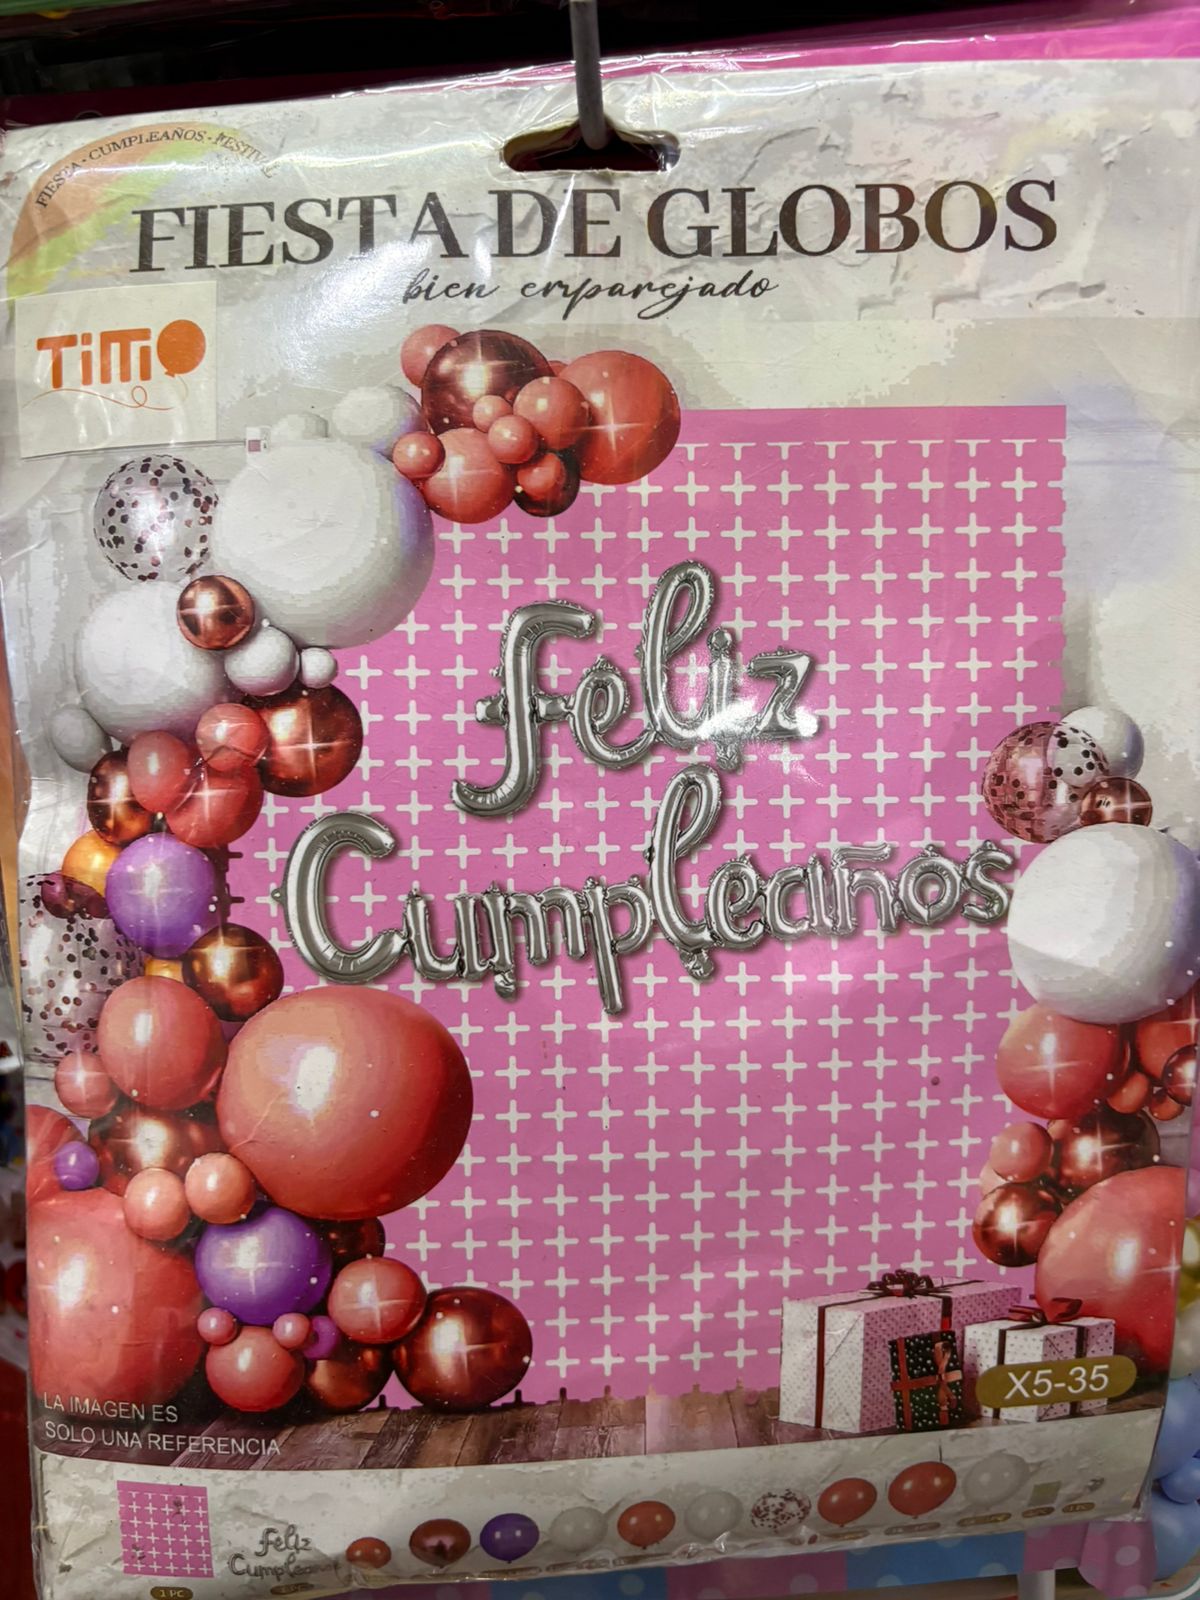 FIESTA · CUMPLEAÑOS · FESTIVAL
FIESTA DE GLOBOS
bien emparejado
TiMO
feliz
Cumpleaños
X5-35
LA IMAGEN ES
SOLO UNA REFERENCIA
feliz
Cumpleaños
1 PC